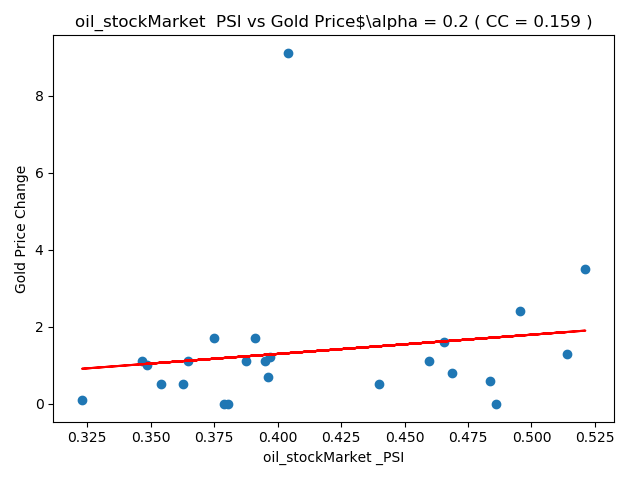 oil_stockMarket  PSI vs Gold Price$\alpha = 0.2 ( CC = 0.159 )
8
6
4
2
0
Gold Price Change
0.325 0.350 0.375 0.400 0.425 0.450 0.475 0.500 0.525
oil_stockMarket _PSI